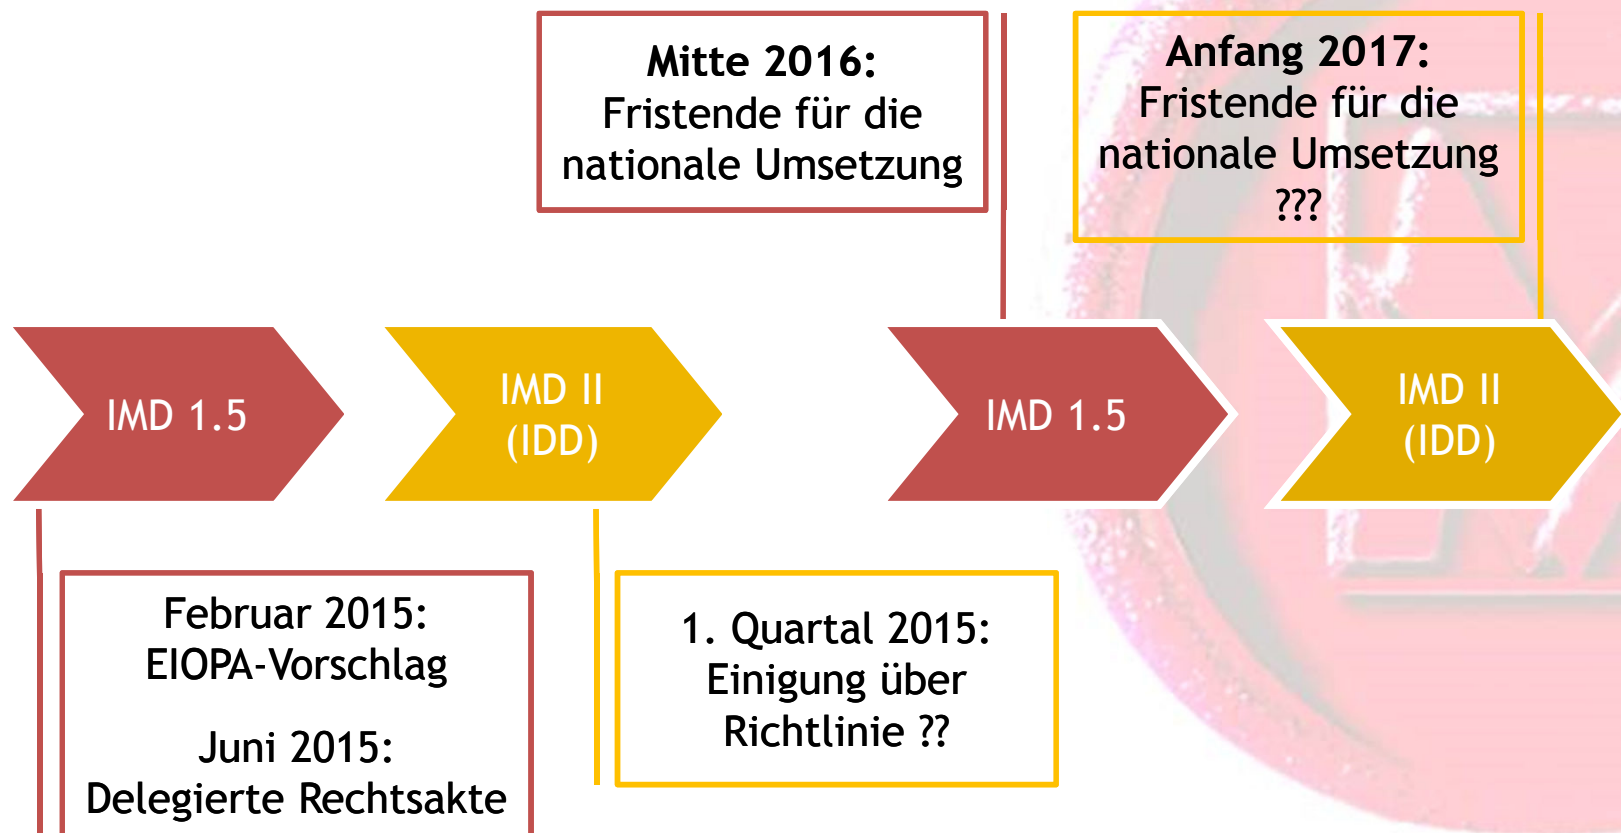 Mitte 2016:
Fristende für die
nationale Umsetzung
Anfang 2017:
Fristende für die
nationale Umsetzung
???
IMD 1.5
IMD II
(IDD)
IMD 1.5
IMD II
(IDD)
Februar 2015:
EIOPA-Vorschlag
Juni 2015:
Delegierte Rechtsakte
1. Quartal 2015:
Einigung über
Richtlinie ??